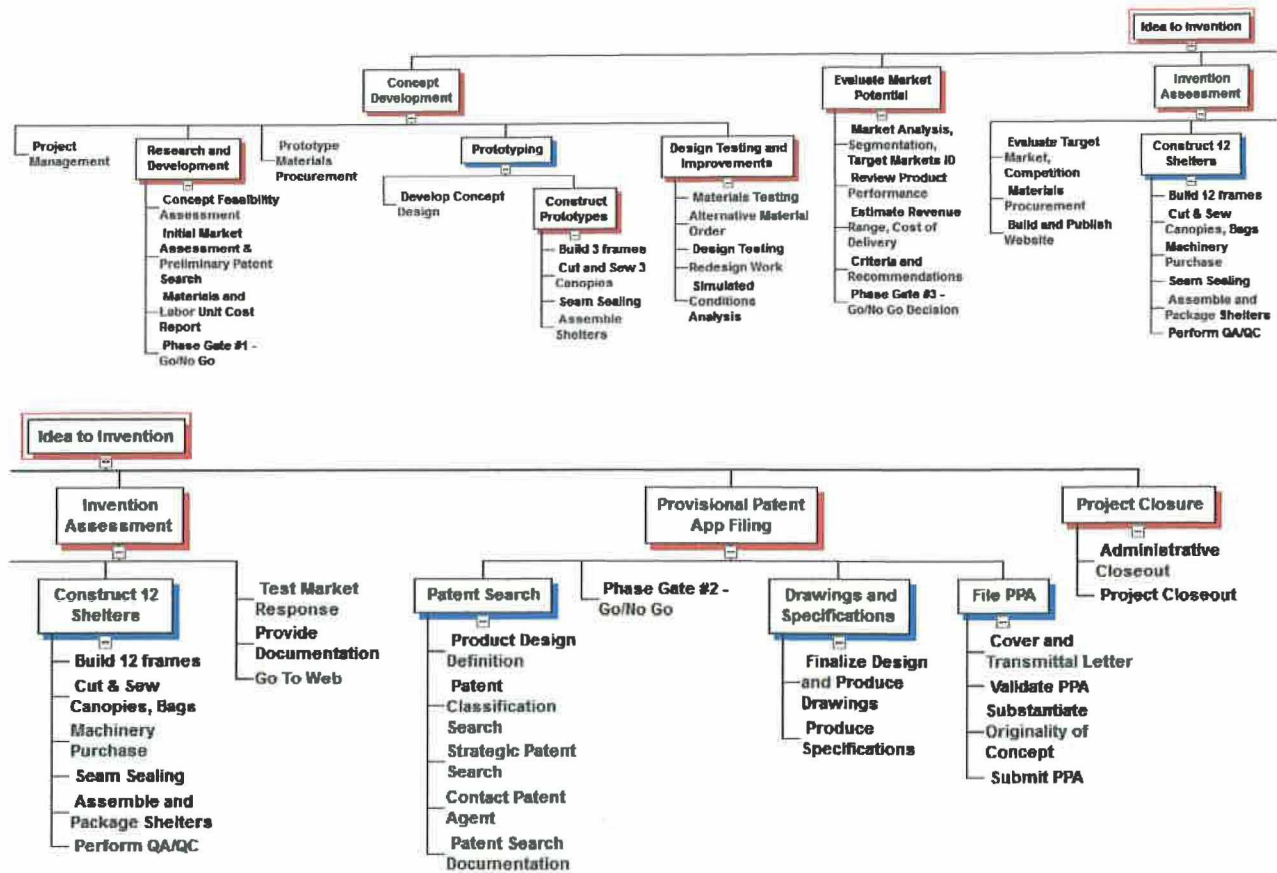 Idea to Invention
Concept
Development
Evaluate Market
Potential
Invention
Assessment
Project
Management
Research and
Development
Concept Feasibility
Assessment
Initial Market
Assessment &
Preliminary Patent
Search
Materials and
Labor Unit Cost
Report
Phase Gate #1 -
Go/No Go
Prototype
Materials
Procurement
Prototyping
Develop Concept
Design
Construct
Prototypes
Build 3 frames
Cut and Sew 3
Canopies
Seam Sealing
Assemble
Shelters
Design Testing and
Improvements
Materials Testing
Alternative Material
Order
Design Testing
Redesign Work
Simulated
Conditions
Analysis
Market Analysis,
Segmentation,
Target Markets ID
Review Product
Performance
Estimate Revenue
Range, Cost of
Delivery
Criteria and
Recommendations
Phase Gate #3 -
Go/No Go Decision
Evaluate Target
Market,
Competition
Materials
Procurement
Build and Publish
Website
Construct 12
Shelters
Build 12 frames
Cut & Sew
Canopies, Bags
Machinery
Purchase
Seam Sealing
Assemble and
Package Shelters
Perform QA/QC
Idea to Invention
Invention
Assessment
Provisional Patent
App Filing
Project Closure
Construct 12
Shelters
Build 12 frames
Cut & Sew
Canopies, Bags
Machinery
Purchase
Seam Sealing
Assemble and
Package Shelters
Perform QA/QC
Test Market
Response
Provide
Documentation
Go To Web
Patent Search
Product Design
Definition
Patent
Classification
Search
Strategic Patent
Search
Contact Patent
Agent
Patent Search
Documentation
Phase Gate #2 -
Go/No Go
Drawings and
Specifications
Finalize Design
and Produce
Drawings
Produce
Specifications
File PPA
Cover and
Transmittal Letter
Validate PPA
Substantiate
Originality of
Concept
Submit PPA
Administrative
Closeout
Project Closeout